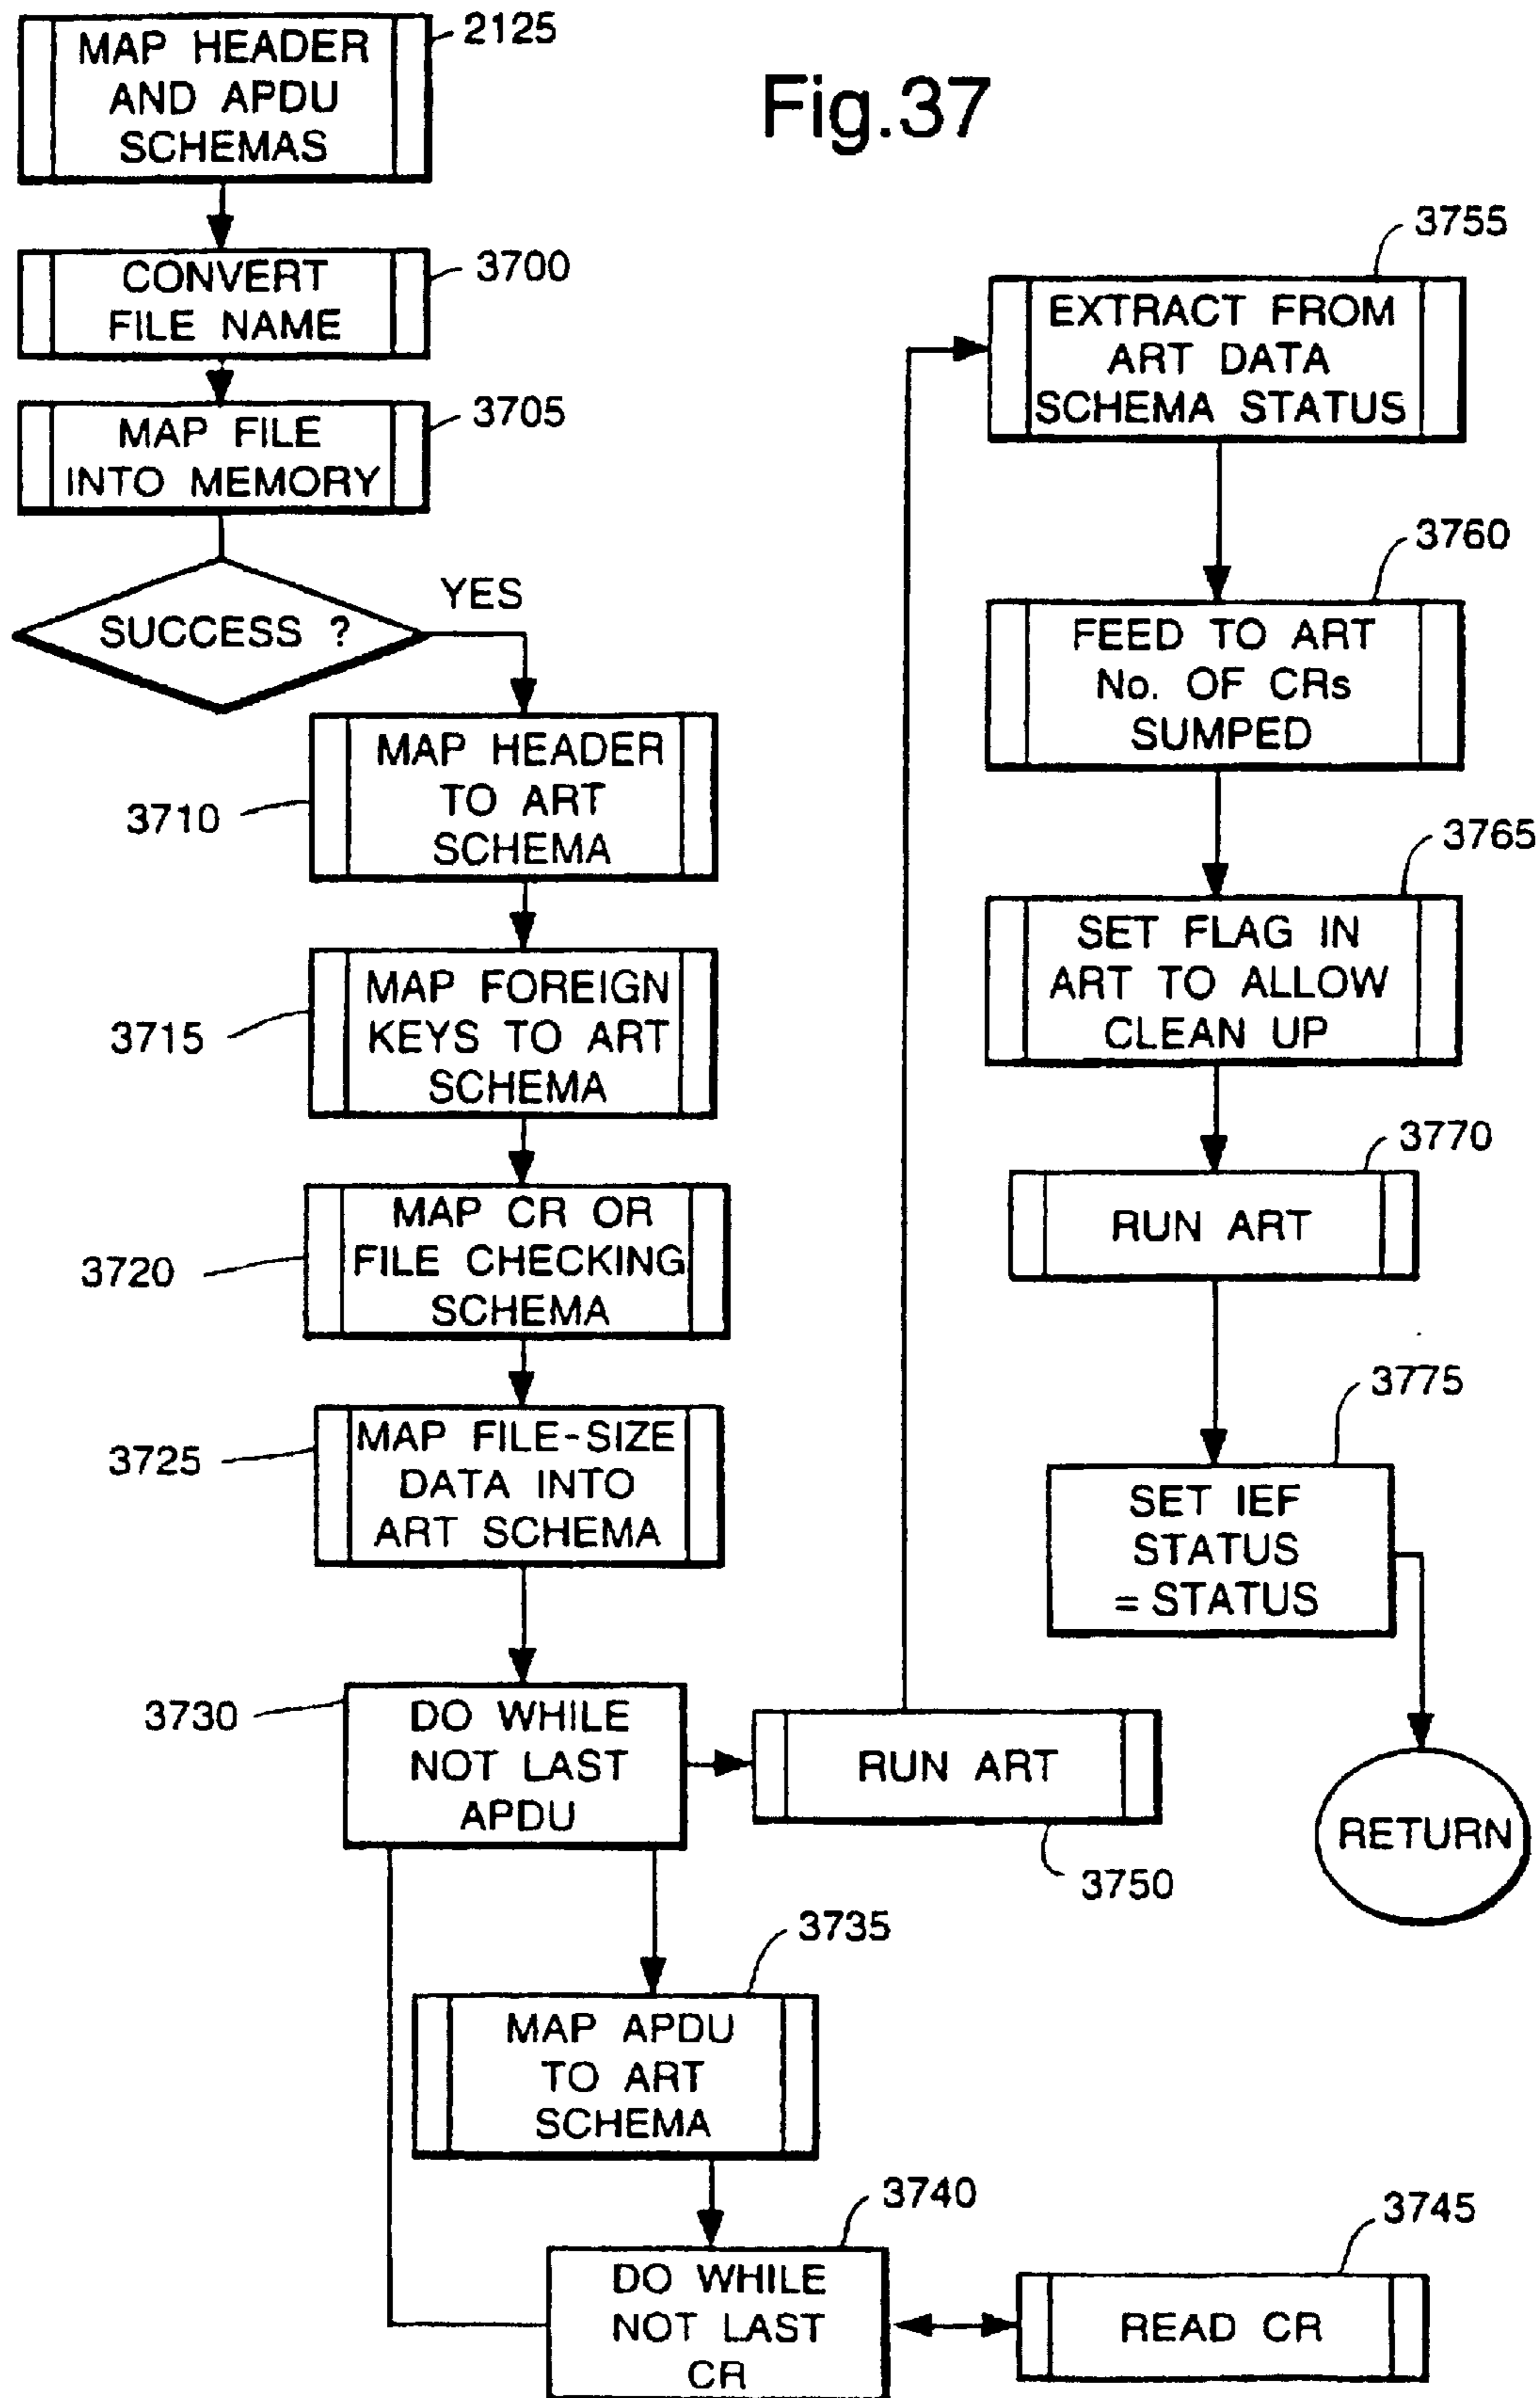 Fig.37
MAP HEADER
AND APDU
SCHEMAS
2125
CONVERT
FILE NAME
3700
MAP FILE
INTO MEMORY
3705
SUCCESS ?
YES
MAP HEADER
TO ART
SCHEMA
3710
MAP FOREIGN
KEYS TO ART
SCHEMA
3715
MAP CR OR
FILE CHECKING
SCHEMA
3720
MAP FILE-SIZE
DATA INTO
ART SCHEMA
3725
DO WHILE
NOT LAST
APDU
3730
MAP APDU
TO ART
SCHEMA
3735
DO WHILE
NOT LAST
CR
3740
READ CR
3745
RUN ART
3750
EXTRACT FROM
ART DATA
SCHEMA STATUS
3755
FEED TO ART
No. OF CRs
SUMPED
3760
SET FLAG IN
ART TO ALLOW
CLEAN UP
3765
RUN ART
3770
SET IEF
STATUS
= STATUS
3775
RETURN